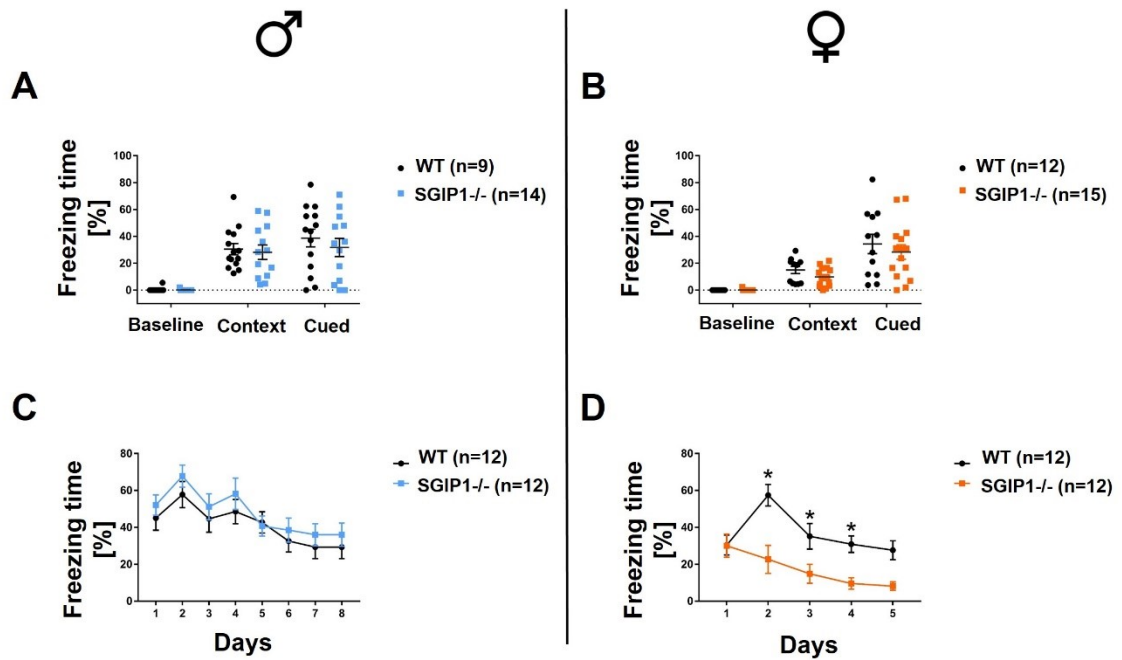 ♂
♀
A
Freezing time
[%]
100
80
60
40
20
0
Baseline
Context
Cued
WT (n=9)
SGIP1-/- (n=14)
B
Freezing time
[%]
100
80
60
40
20
0
Baseline
Context
Cued
WT (n=12)
SGIP1-/- (n=15)
C
Freezing time
[%]
80
60
40
20
0
1 2 3 4 5 6 7 8
Days
WT (n=12)
SGIP1-/- (n=12)
D
Freezing time
[%]
80
60
40
20
0
* * *
1 2 3 4 5
Days
WT (n=12)
SGIP1-/- (n=12)